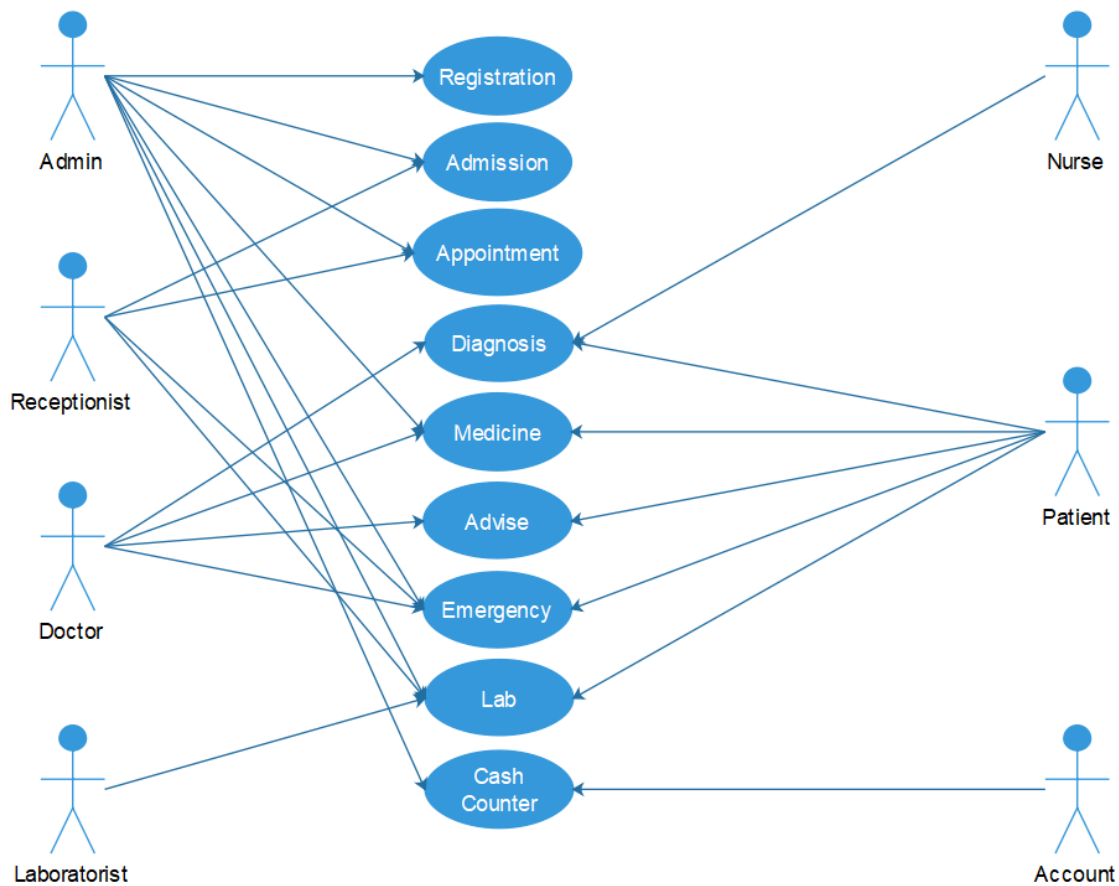 Registration
Admin
Admission
Nurse
Appointment
Diagnosis
Receptionist
Medicine
Advise
Patient
Emergency
Doctor
Lab
Cash
Counter
Laboratorist
Account